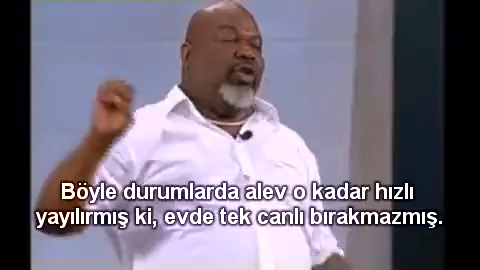 Böyle durumlarda alev o kadar hızlı
yayılırmış ki, evde tek canlı bırakmazmış.